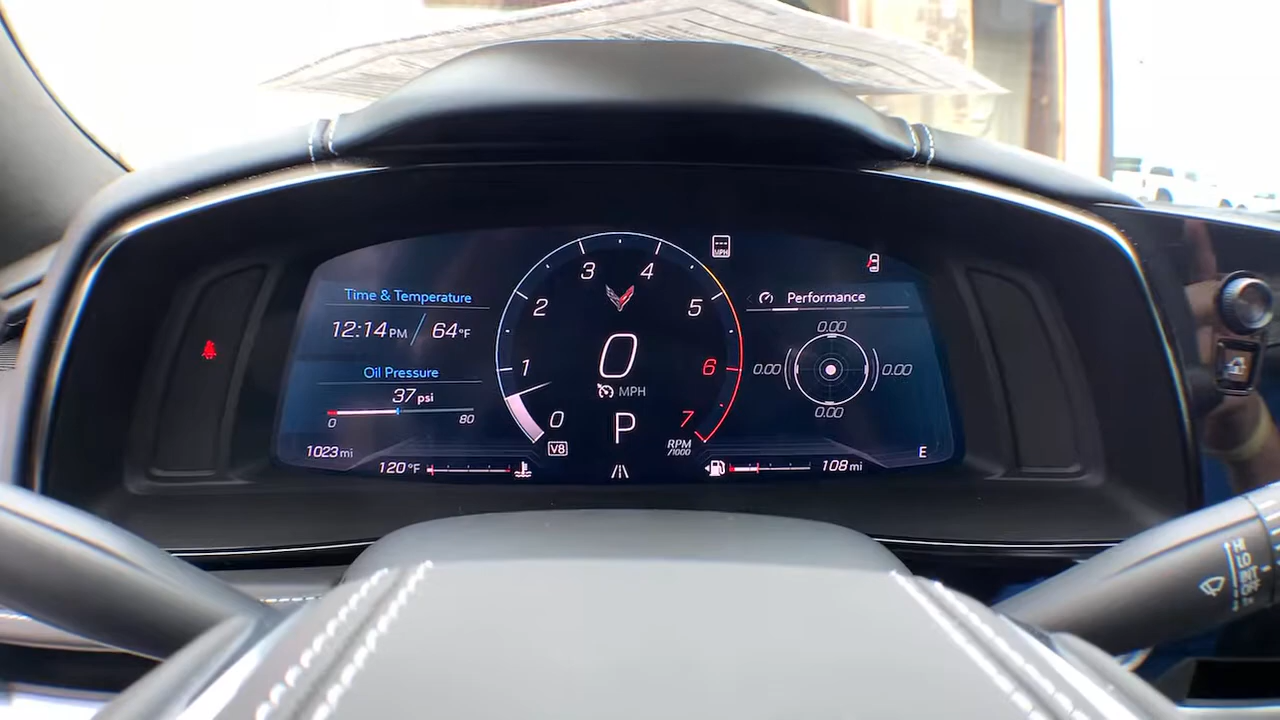 MPH
Time & Temperature
12:14 PM / 64°F
Oil Pressure
37 psi
0 80
1023 mi
120 °F
0
1
2
3
4
5
6
7
RPM
/1000
0
MPH
P
V8
Performance
0.00
0.00 0.00
0.00
108 mi
E
HI
LO
INT
OFF
1x